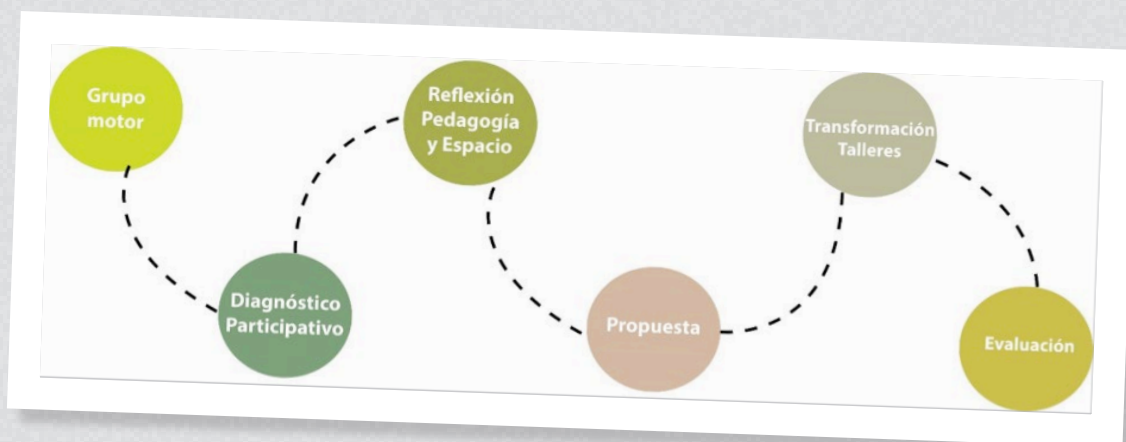 Grupo
motor
Diagnóstico
Participativo
Reflexión
Pedagogía
y Espacio
Propuesta
Transformación
Talleres
Evaluación